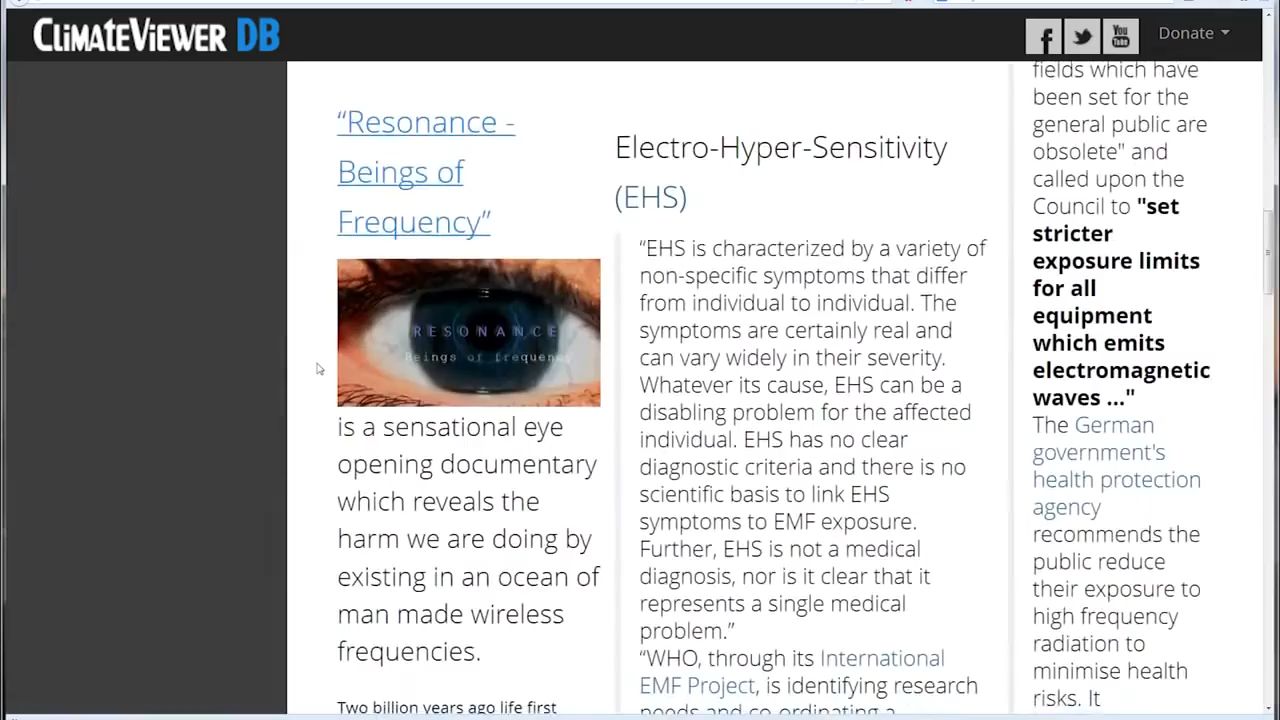 CLIMATEVIEWER DB
Donate
"Resonance -
Beings of
Frequency"
RESONANCE
Beings of frequency
is a sensational eye
opening documentary
which reveals the
harm we are doing by
existing in an ocean of
man made wireless
frequencies.
Two billion years ago life first
Electro-Hyper-Sensitivity
(EHS)
“EHS is characterized by a variety of
non-specific symptoms that differ
from individual to individual. The
symptoms are certainly real and
can vary widely in their severity.
Whatever its cause, EHS can be a
disabling problem for the affected
individual. EHS has no clear
diagnostic criteria and there is no
scientific basis to link EHS
symptoms to EMF exposure.
Further, EHS is not a medical
diagnosis, nor is it clear that it
represents a single medical
problem.”
“WHO, through its International
EMF Project, is identifying research
needs and co-ordinating a
fields which have
been set for the
general public are
obsolete" and
called upon the
Council to "set
stricter
exposure limits
for all
equipment
which emits
electromagnetic
waves ..."
The German
government's
health protection
agency
recommends the
public reduce
their exposure to
high frequency
radiation to
minimise health
risks. It